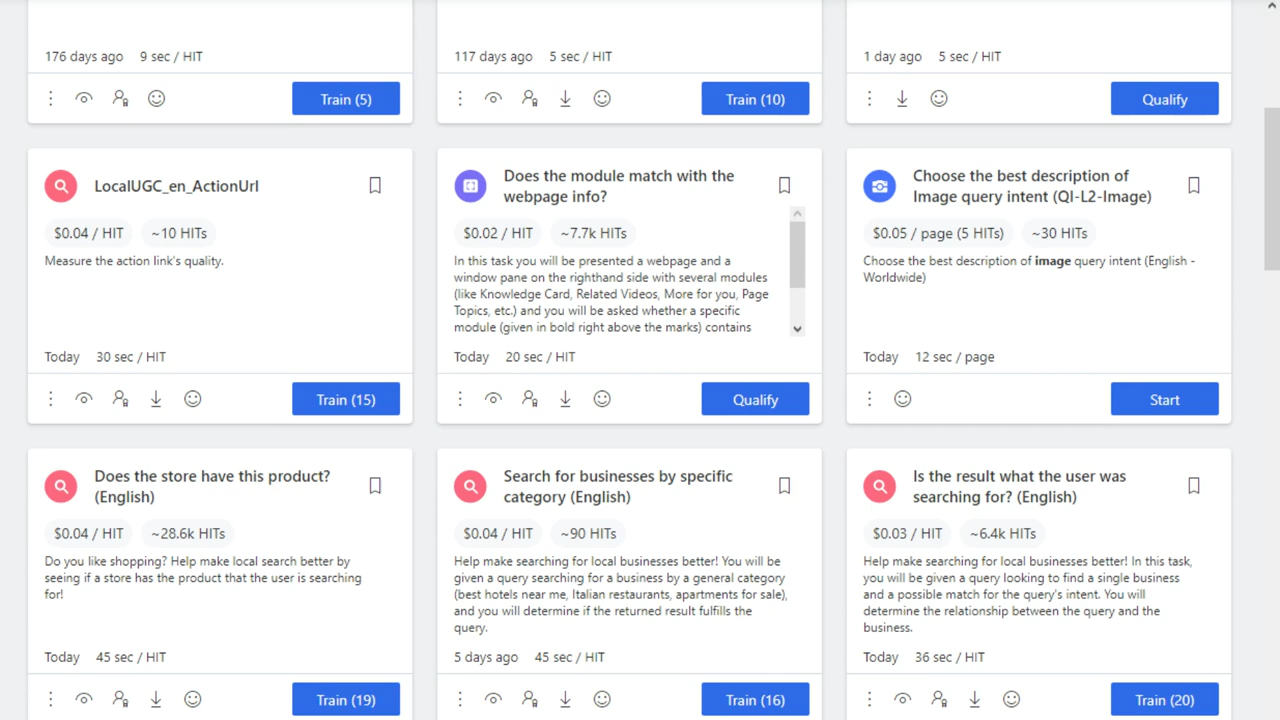 176 days ago 9 sec / HIT
Train (5)
117 days ago 5 sec / HIT
Train (10)
1 day ago 5 sec / HIT
Qualify
LocalUGC_en_ActionUrl
$0.04 / HIT ~10 HITs
Measure the action link's quality.
Today 30 sec / HIT
Train (15)
Does the module match with the
webpage info?
$0.02 / HIT ~7.7k HITs
In this task you will be presented a webpage and a
window pane on the righthand side with several modules
(like Knowledge Card, Related Videos, More for you, Page
Topics, etc.) and you will be asked whether a specific
module (given in bold right above the marks) contains
Today 20 sec / HIT
Qualify
Choose the best description of
Image query intent (QI-L2-Image)
$0.05 / page (5 HITs) ~30 HITs
Choose the best description of image query intent (English -
Worldwide)
Today 12 sec / page
Start
Does the store have this product?
(English)
$0.04 / HIT ~28.6k HITs
Do you like shopping? Help make local search better by
seeing if a store has the product that the user is searching
for!
Today 45 sec / HIT
Train (19)
Search for businesses by specific
category (English)
$0.04 / HIT ~90 HITs
Help make searching for local businesses better! You will be
given a query searching for a business by a general category
(best hotels near me, Italian restaurants, apartments for sale),
and you will determine if the returned result fulfills the
query.
5 days ago 45 sec / HIT
Train (16)
Is the result what the user was
searching for? (English)
$0.03 / HIT ~6.4k HITs
Help make searching for local businesses better! In this task,
you will be given a query looking to find a single business
and a possible match for the query's intent. You will
determine the relationship between the query and the
business.
Today 36 sec / HIT
Train (20)